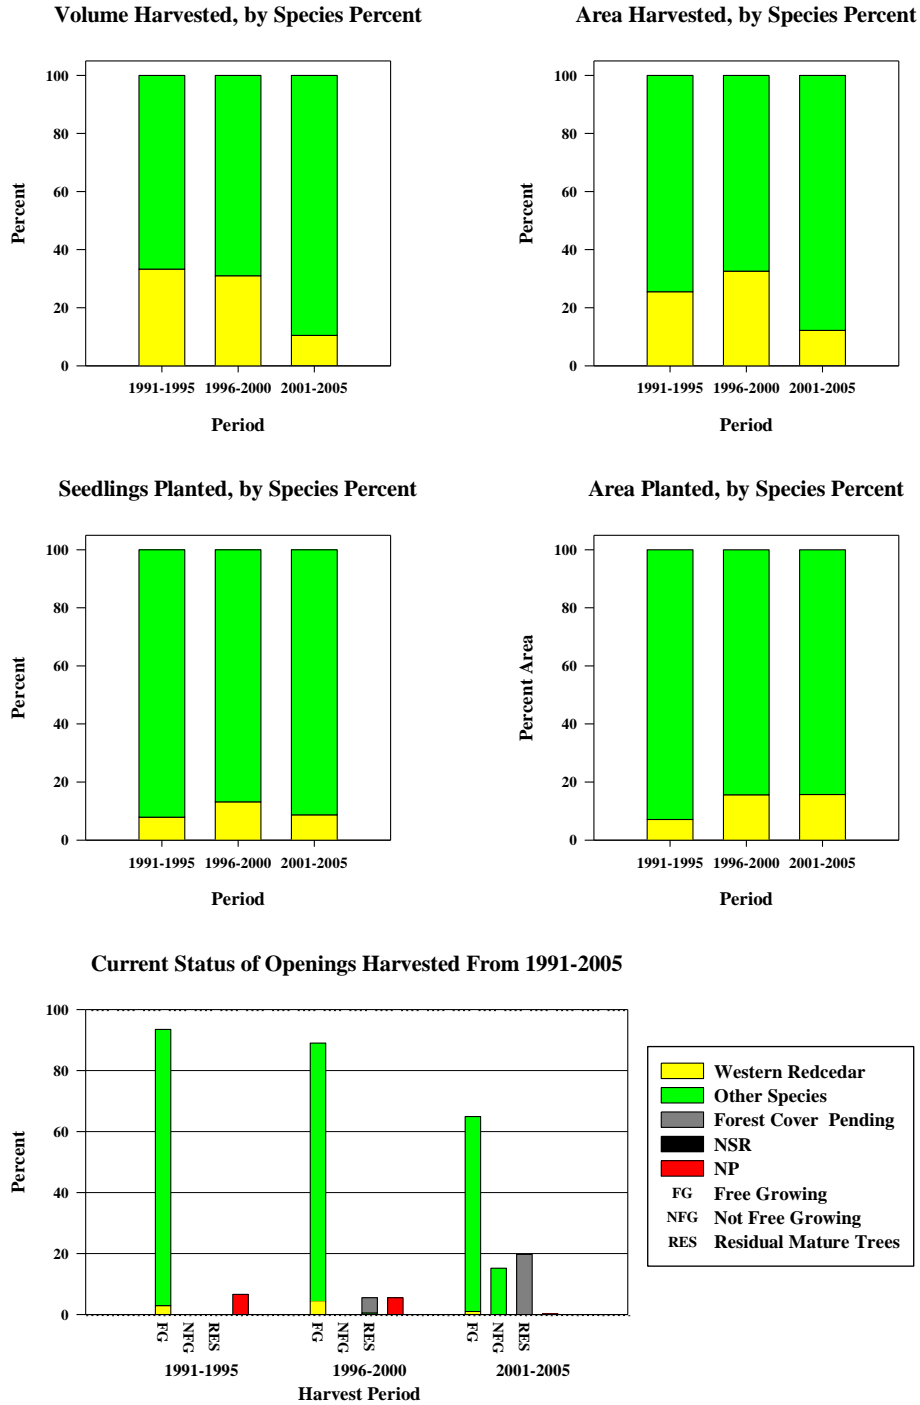 Volume Harvested, by Species Percent
Percent
100
80
60
40
20
0
1991-1995 1996-2000 2001-2005
Period
Area Harvested, by Species Percent
Percent
100
80
60
40
20
0
1991-1995 1996-2000 2001-2005
Period
Seedlings Planted, by Species Percent
Percent
100
80
60
40
20
0
1991-1995 1996-2000 2001-2005
Period
Area Planted, by Species Percent
Percent Area
100
80
60
40
20
0
1991-1995 1996-2000 2001-2005
Period
Current Status of Openings Harvested From 1991-2005
Percent
100
80
60
40
20
0
FG NFG RES FG NFG RES FG NFG RES
1991-1995 1996-2000 2001-2005
Harvest Period
Western Redcedar
Other Species
Forest Cover Pending
NSR
NP
FG Free Growing
NFG Not Free Growing
RES Residual Mature Trees